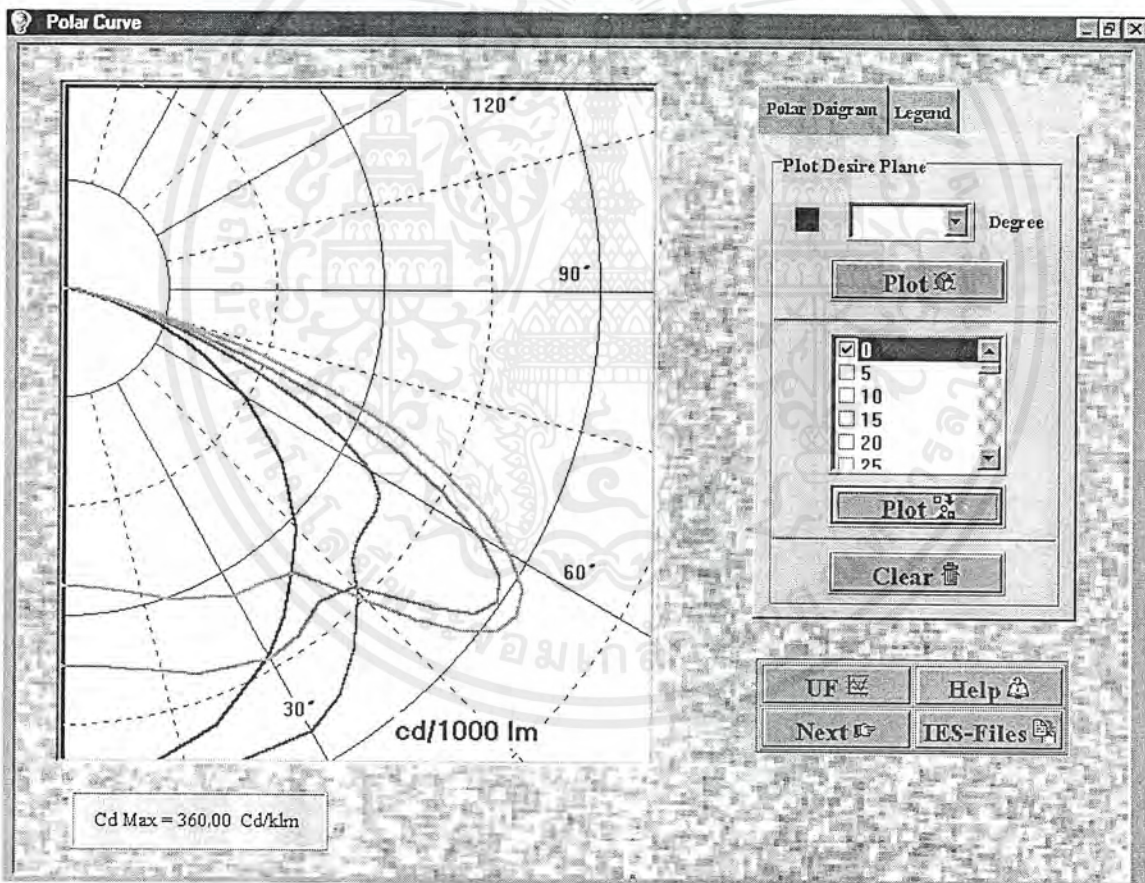 Polar Curve
120°
90°
60°
30°
cd/1000 lm
Cd Max = 360,00 Cd/klm
Polar Daigram
Legend
Plot Desire Plane
Degree
Plot
0
5
10
15
20
25
Plot
Clear
UF
Help
Next
IES-Files